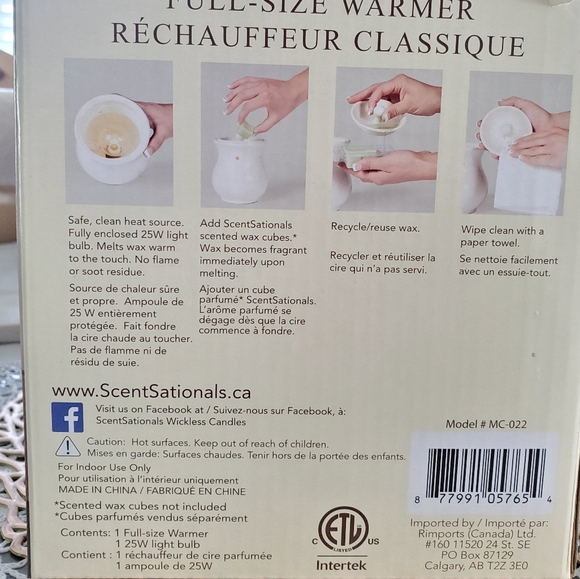 FULL-SIZE WARMER
RÉCHAUFFEUR CLASSIQUE
Safe, clean heat source.
Fully enclosed 25W light
bulb. Melts wax warm
to the touch. No flame
or soot residue.
Source de chaleur sûre
et propre. Ampoule de
25 W entièrement
protégée. Fait fondre
la cire chaude au toucher.
Pas de flamme ni de
résidu de suie.
Add ScentSationals
scented wax cubes.*
Wax becomes fragrant
immediately upon
melting.
Ajouter un cube
parfumé* ScentSationals.
L'arôme parfumé se
dégage dès que la cire
commence à fondre.
Recycle/reuse wax.
Recycler et réutiliser la
cire qui n'a pas servi.
Wipe clean with a
paper towel.
Se nettoie facilement
avec un essuie-tout.
www.ScentSationals.ca
f
Visit us on Facebook at / Suivez-nous sur Facebook, à:
ScentSationals Wickless Candles
Caution: Hot surfaces. Keep out of reach of children.
Mises en garde: Surfaces chaudes. Tenir hors de la portée des enfants.
For Indoor Use Only
Pour utilisation à l'intérieur uniquement
MADE IN CHINA / FABRIQUÉ EN CHINE
*Scented wax cubes not included
*Cubes parfumés vendus séparément
Contents: 1 Full-size Warmer
1 25W light bulb
Contient : 1 réchauffeur de cire parfumée
1 ampoule de 25W
C ETL US
LISTED
Intertek
Model # MC-022
8 77991 05765 4
Imported by / Importé par:
Rimports (Canada) Ltd.
#160 11520 24 St. SE
PO Box 87129
Calgary, AB T2Z 3E0